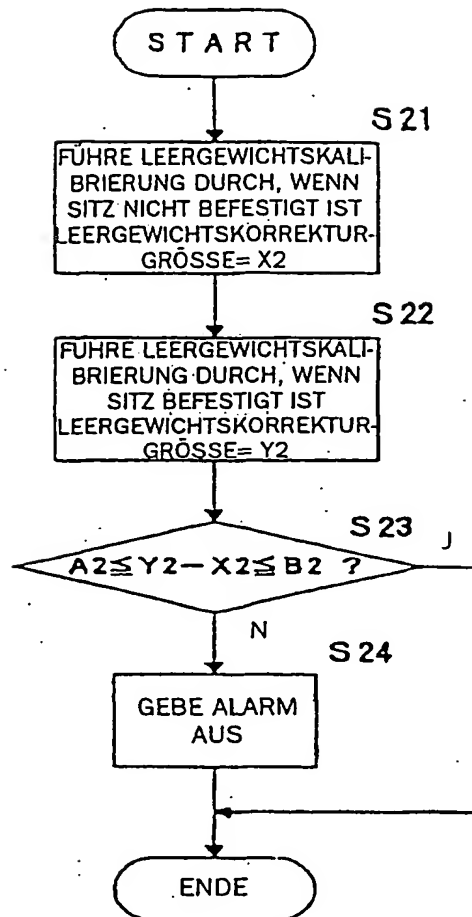 START
S21
FÜHRE LEERGEWICHTSKALI-
BRIERUNG DURCH, WENN
SITZ NICHT BEFESTIGT IST
LEERGEWICHTSKORREKTUR-
GRÖSSE= X2
S22
FÜHRE LEERGEWICHTSKALI-
BRIERUNG DURCH, WENN
SITZ BEFESTIGT IST
LEERGEWICHTSKORREKTUR-
GRÖSSE= Y2
S23
J
A2≦Y2-X2≦B2 ?
N
S24
GEBE ALARM
AUS
ENDE